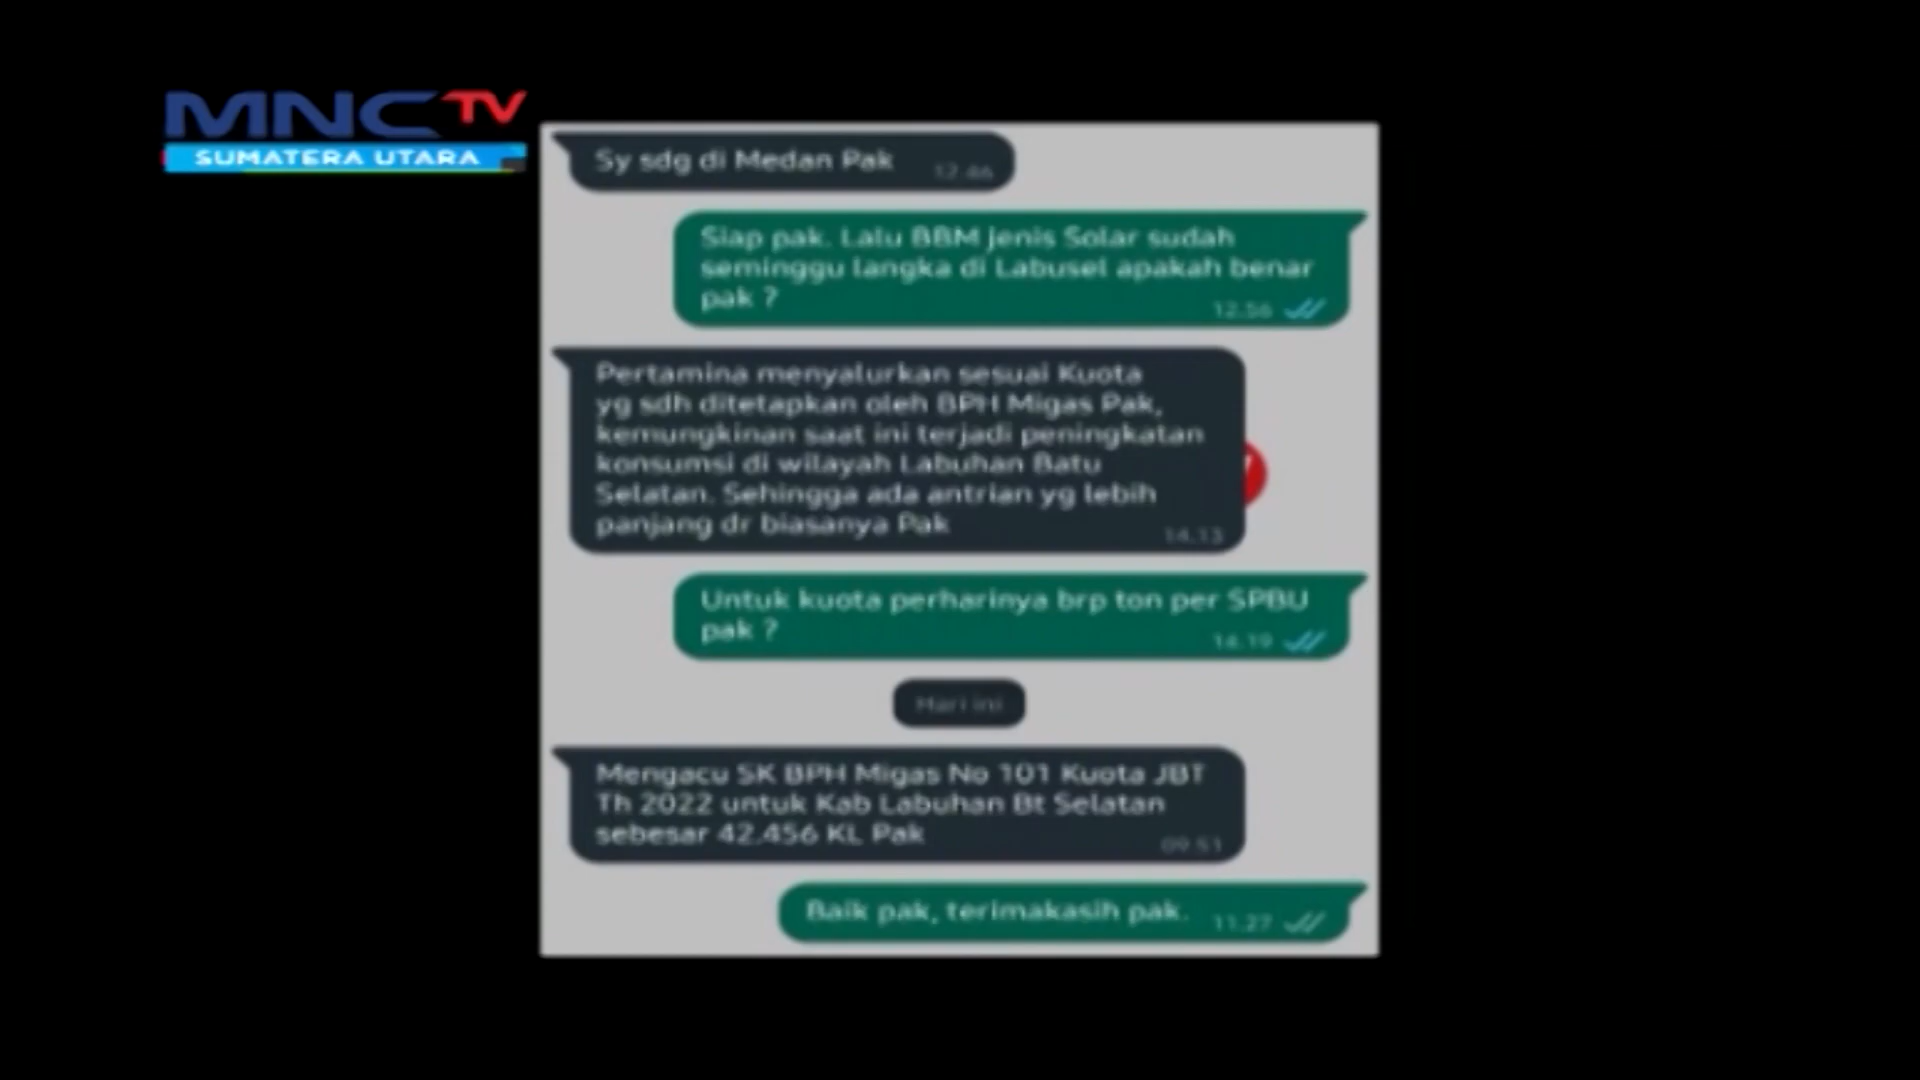 MNCTV
SUMATERA UTARA
Sy sdg di Medan Pak
12.46
Siap pak. Lalu BBM jenis Solar sudah
seminggu langka di Labusel apakah benar
pak ?
12.56
Pertamina menyalurkan sesuai Kuota
yg sdh ditetapkan oleh BPH Migas Pak,
kemungkinan saat ini terjadi peningkatan
konsumsi di wilayah Labuhan Batu
Selatan. Sehingga ada antrian yg lebih
panjang dr biasanya Pak
14.13
Untuk kuota perharinya brp ton per SPBU
pak ?
14.19
Hari ini
Mengacu SK BPH Migas No 101 Kuota JBT
Th 2022 untuk Kab Labuhan Bt Selatan
sebesar 42.456 KL Pak
09.51
Baik pak, terimakasih pak.
11.27